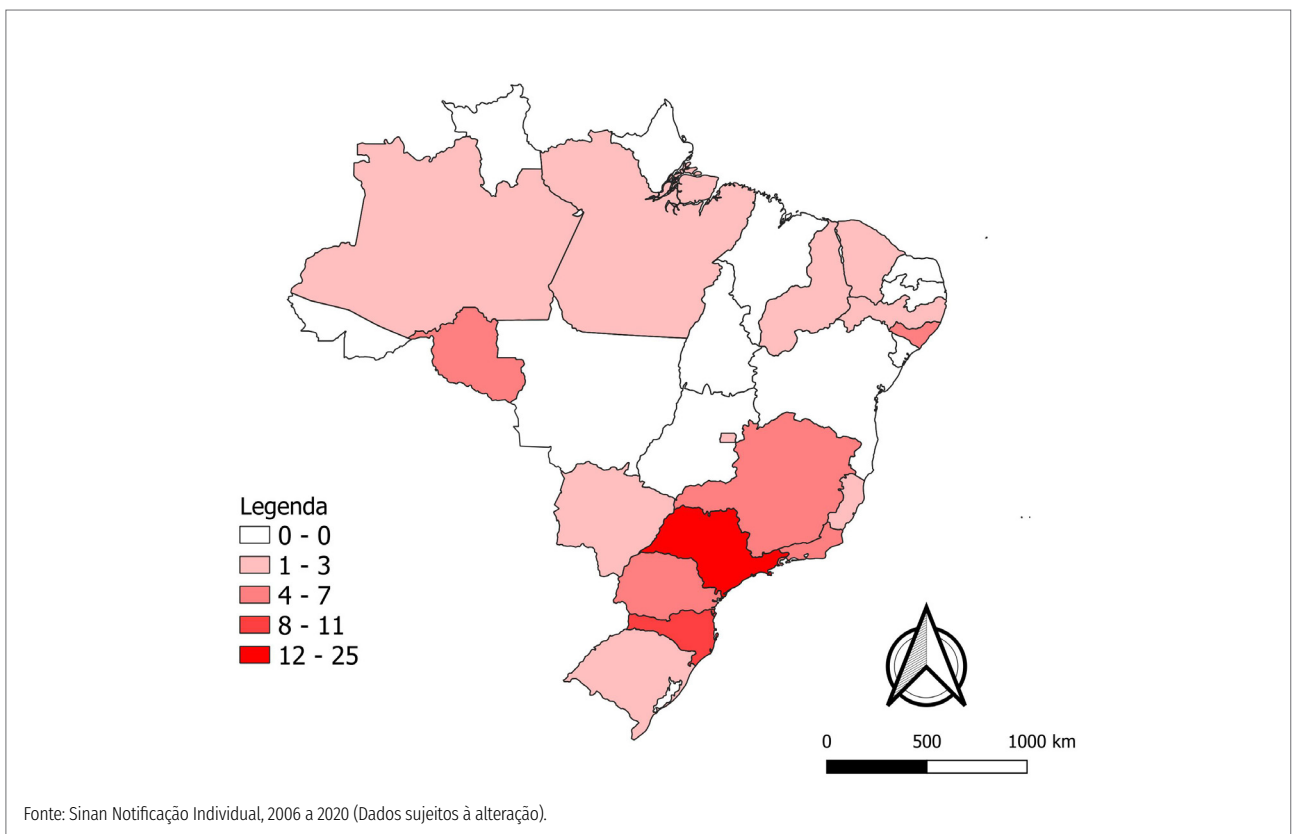 Legenda
0 - 0
1 - 3
4 - 7
8 - 11
12 - 25
0 500 1000 km
Fonte: Sinan Notificação Individual, 2006 a 2020 (Dados sujeitos à alteração).